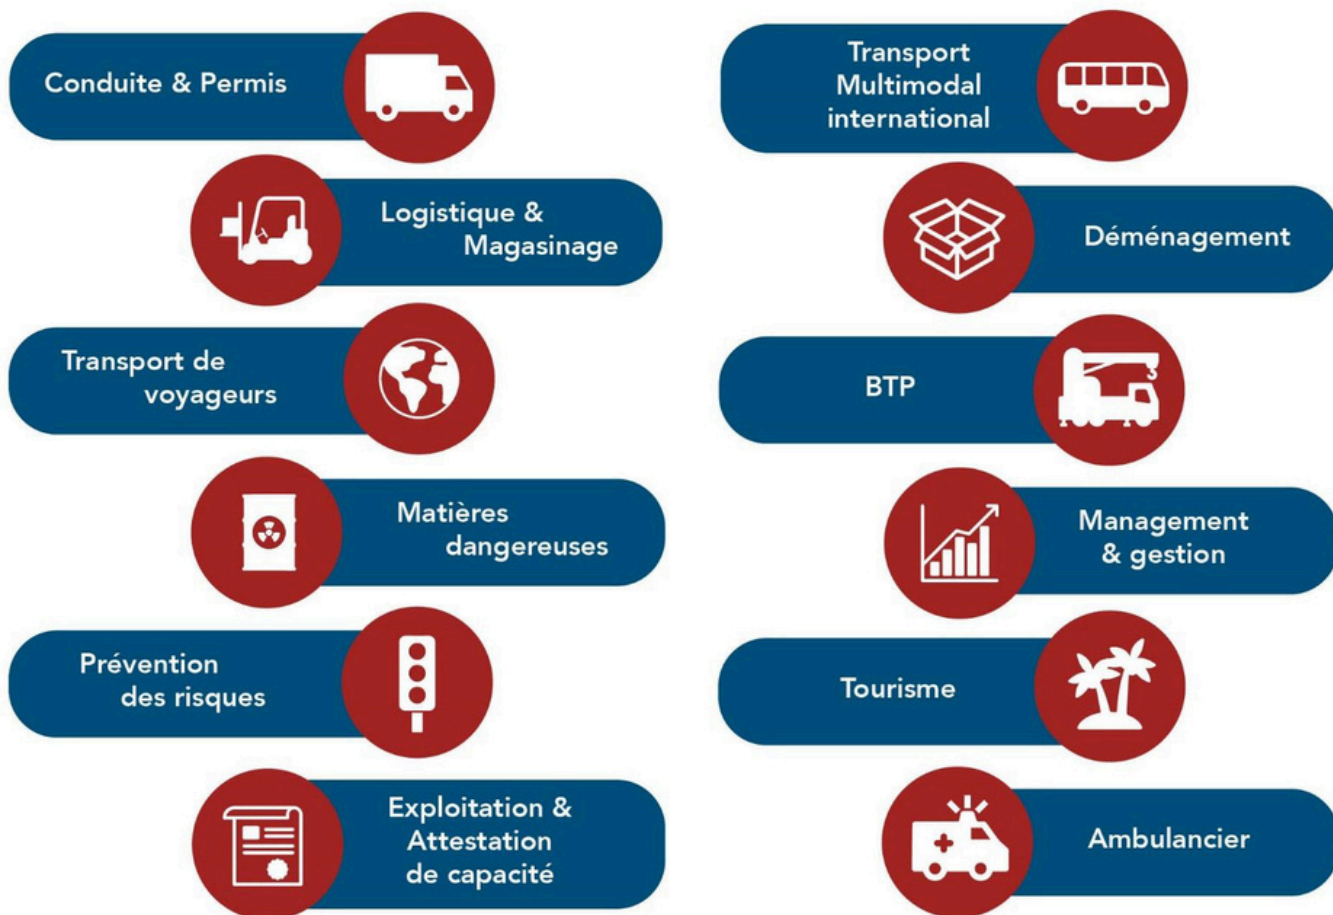 Conduite & Permis
Logistique &
Magasinage
Transport de
voyageurs
Matières
dangereuses
Prévention
des risques
Exploitation &
Attestation
de capacité
Transport
Multimodal
international
Déménagement
BTP
Management
& gestion
Tourisme
Ambulancier